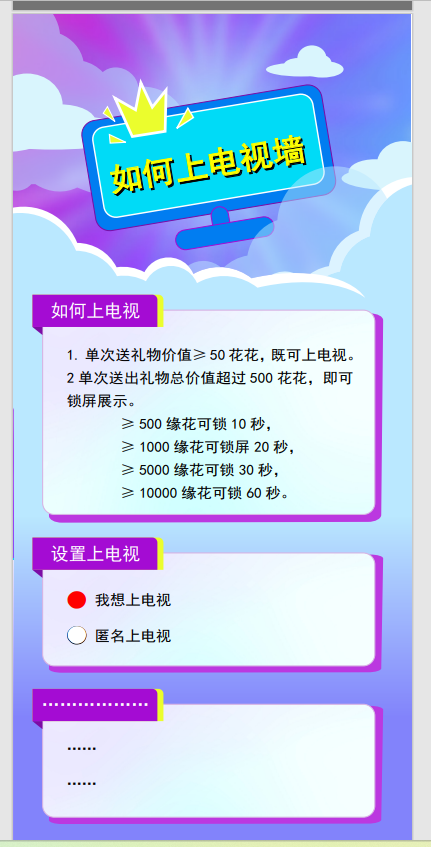 如何上电视墙
如何上电视
1. 单次送礼物价值≥50花花，既可上电视。
2 单次送出礼物总价值超过 500 花花，即可
锁屏展示。
≥ 500 缘花可锁 10 秒，
≥ 1000 缘花可锁屏 20 秒，
≥ 5000 缘花可锁 30 秒，
≥ 10000 缘花可锁 60 秒。
设置上电视
我想上电视
匿名上电视
………………
……
……